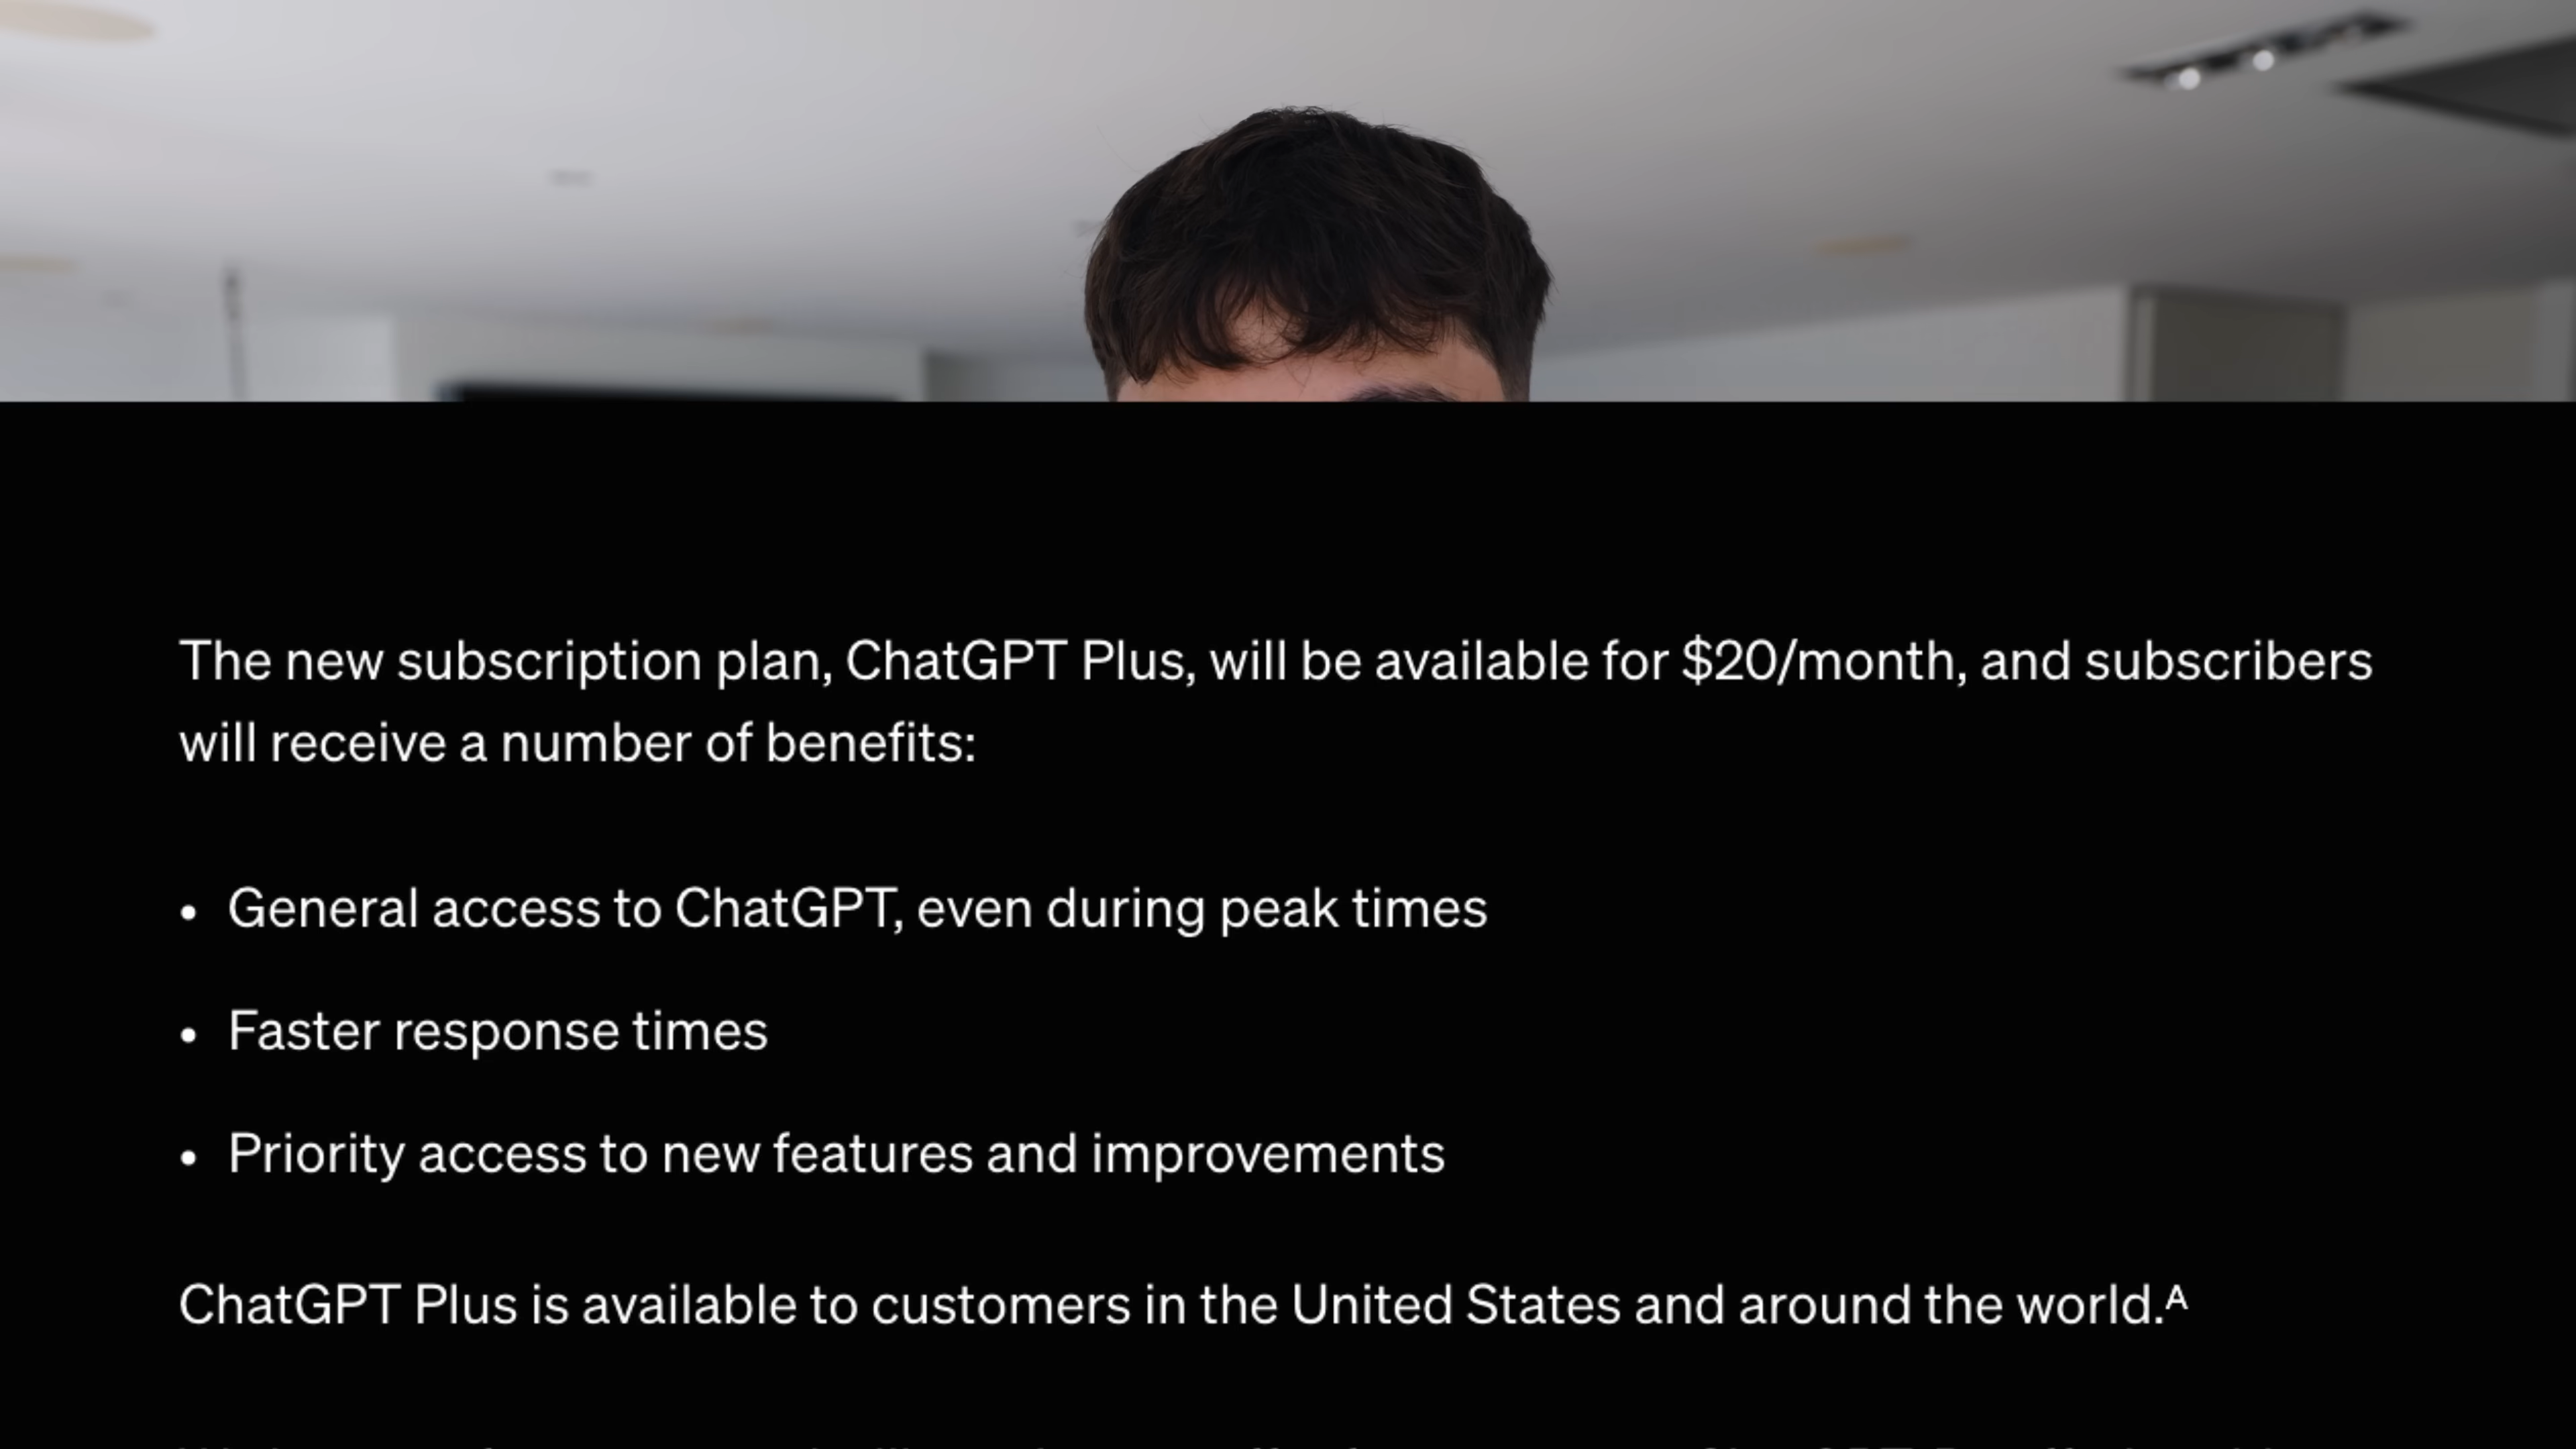 The new subscription plan, ChatGPT Plus, will be available for $20/month, and subscribers
will receive a number of benefits:
• General access to ChatGPT, even during peak times
• Faster response times
• Priority access to new features and improvements
ChatGPT Plus is available to customers in the United States and around the world.ᴬ